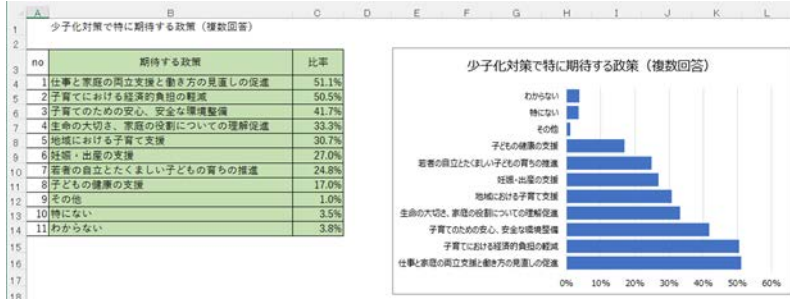 A B C D E F G H I J K L
1 少子化対策で特に期待する政策（複数回答）
2
3 no 期待する政策 比率
4 1 仕事と家庭の両立支援と働き方の見直しの促進 51.1%
5 2 子育てにおける経済的負担の軽減 50.5%
6 3 子育てのための安心、安全な環境整備 41.7%
7 4 生命の大切さ、家庭の役割についての理解促進 33.3%
8 5 地域における子育て支援 30.7%
9 6 妊娠・出産の支援 27.0%
10 7 若者の自立とたくましい子どもの育ちの推進 24.8%
11 8 子どもの健康の支援 17.0%
12 9 その他 1.0%
13 10 特にない 3.5%
14 11 わからない 3.8%
15
16
17
18
少子化対策で特に期待する政策（複数回答）
わからない
特にない
その他
子どもの健康の支援
若者の自立とたくましい子どもの育ちの推進
妊娠・出産の支援
地域における子育て支援
生命の大切さ、家庭の役割についての理解促進
子育てのための安心、安全な環境整備
子育てにおける経済的負担の軽減
仕事と家庭の両立支援と働き方の見直しの促進
0% 10% 20% 30% 40% 50% 60%